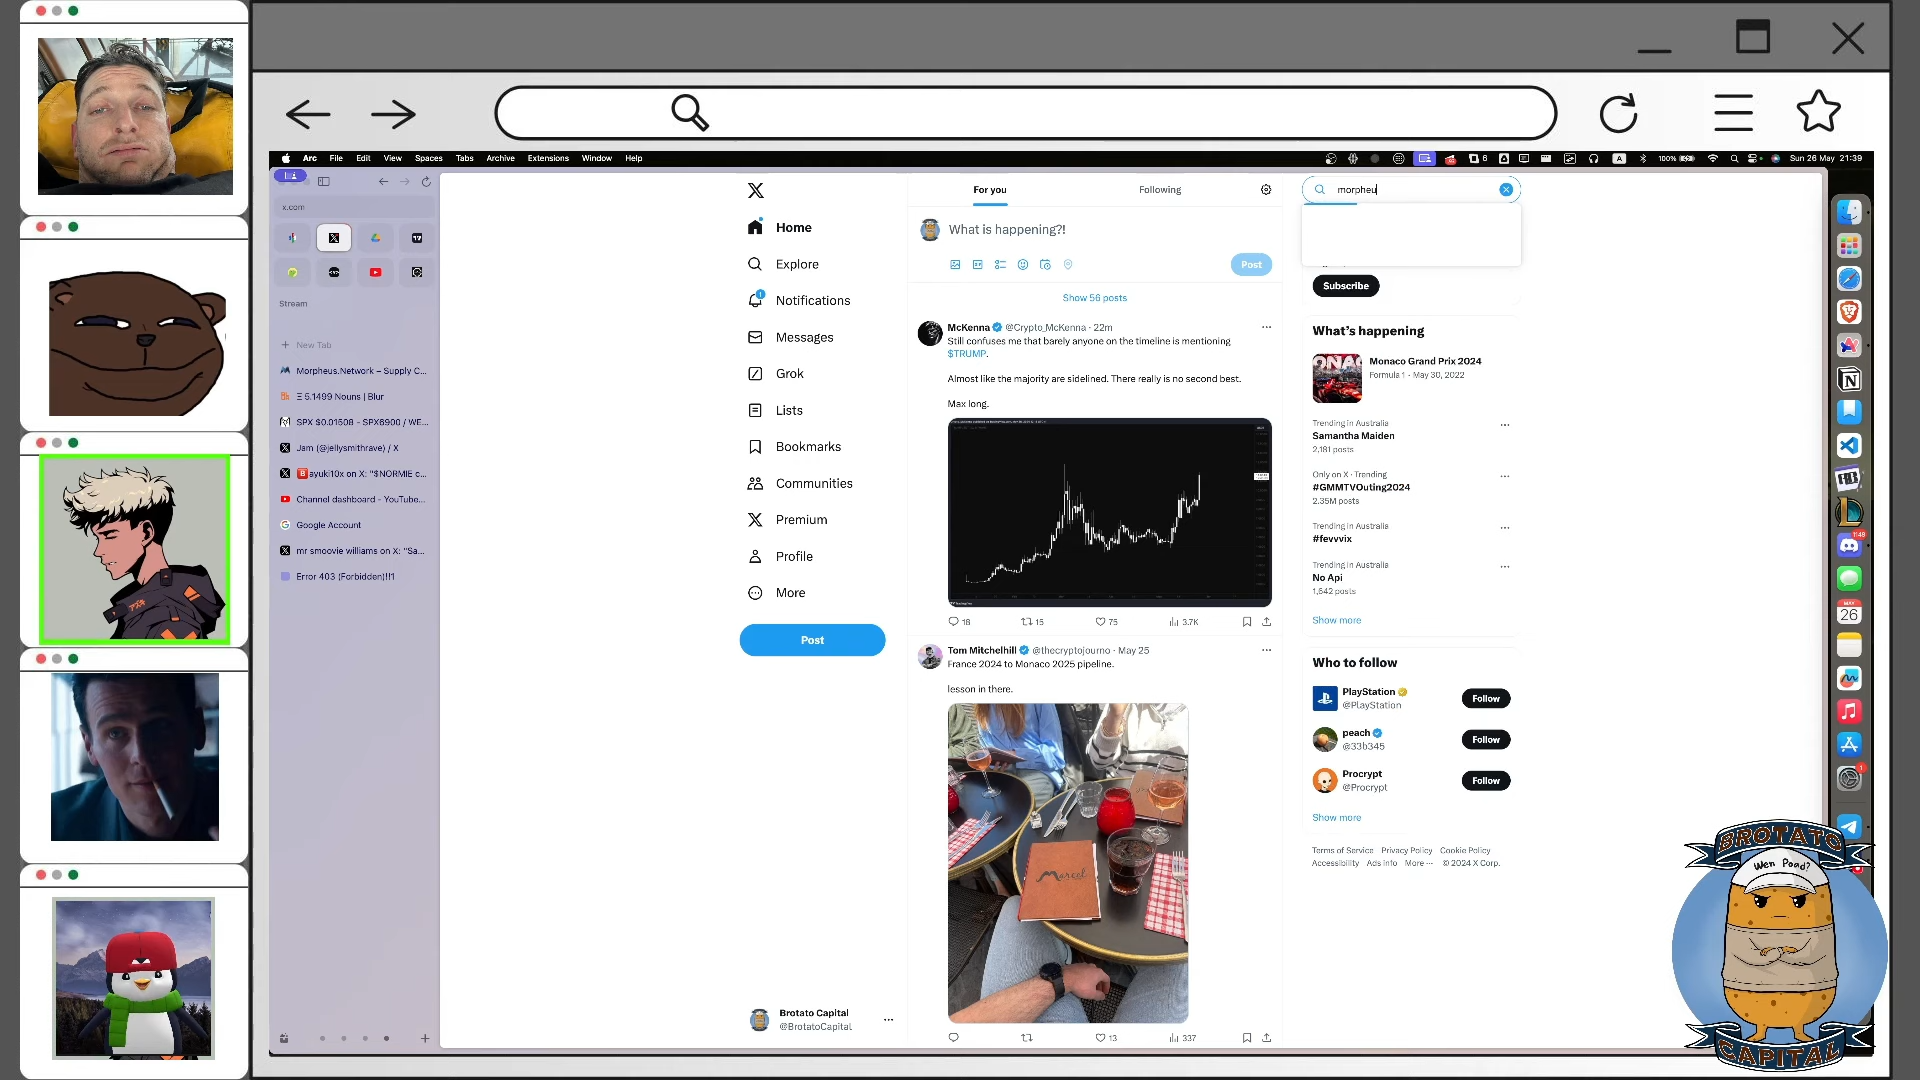 Arc File Edit View Spaces Tabs Archive Extensions Window Help
6 A 100% Sun 26 May 21:39
x.com
Stream
New Tab
Morpheus.Network – Supply C...
Ξ 5.1499 Nouns | Blur
SPX $0.01508 - SPX6900 / WE...
Jam (@jellysmithrave) / X
B ayuki10x on X: "$NORMIE c...
Channel dashboard - YouTube...
Google Account
mr smoovie williams on X: "Sa...
Error 403 (Forbidden)!!1
Home
Explore
1
Notifications
Messages
Grok
Lists
Bookmarks
Communities
Premium
Profile
More
Post
Brotato Capital
@BrotatoCapital
For you Following
What is happening?!
Post
Show 56 posts
McKenna @Crypto_McKenna · 22m
Still confuses me that barely anyone on the timeline is mentioning
$TRUMP.
Almost like the majority are sidelined. There really is no second best.
Max long.
18 15 75 3.7K
Tom Mitchelhill @thecryptojourno · May 25
France 2024 to Monaco 2025 pipeline.
lesson in there.
Marcel
13 337
morpheu
Subscribe
What's happening
Monaco Grand Prix 2024
Formula 1 · May 30, 2022
Trending in Australia
Samantha Maiden
2,181 posts
Only on X · Trending
#GMMTVOuting2024
2.35M posts
Trending in Australia
#fevvvix
Trending in Australia
No Api
1,642 posts
Show more
Who to follow
PlayStation
@PlayStation
Follow
peach
@33b345
Follow
Procrypt
@Procrypt
Follow
Show more
Terms of Service Privacy Policy Cookie Policy
Accessibility Ads info More ··· © 2024 X Corp.
MAY
26
BROTATO
Wen Poad?
CAPITAL